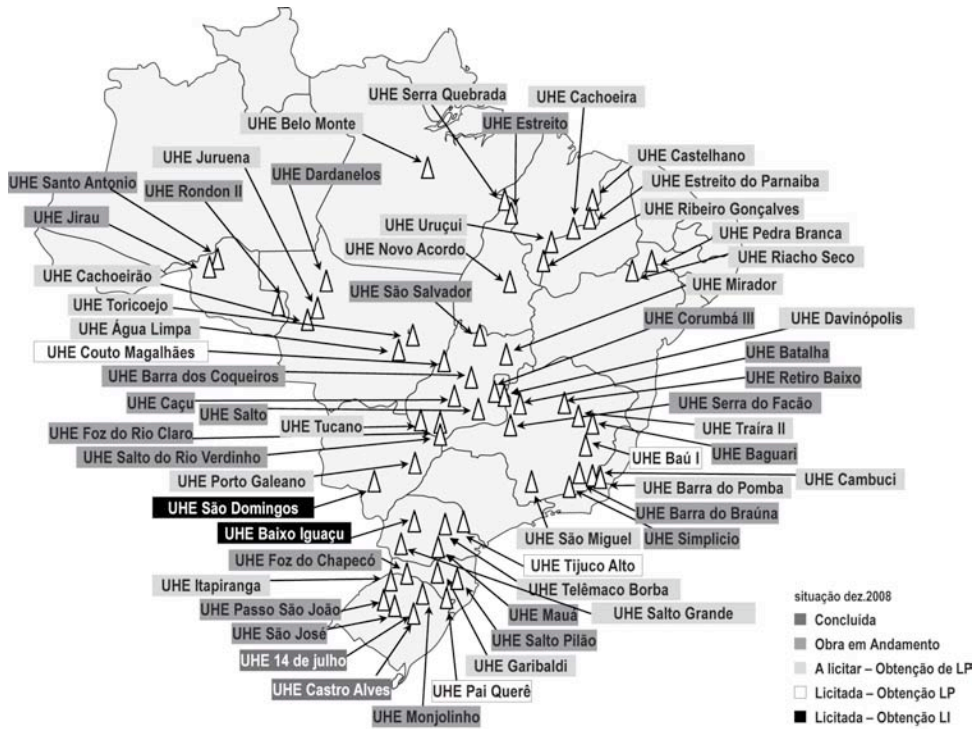 UHE Serra Quebrada
UHE Cachoeira
UHE Belo Monte
UHE Estreito
UHE Juruena
UHE Castelhano
UHE Santo Antonio
UHE Rondon II
UHE Dardanelos
UHE Estreito do Parnaiba
UHE Jirau
UHE Uruçui
UHE Ribeiro Gonçalves
UHE Novo Acordo
UHE Pedra Branca
UHE Riacho Seco
UHE Cachoeirão
UHE São Salvador
UHE Mirador
UHE Toricoejo
UHE Corumbá III
UHE Davinópolis
UHE Água Limpa
UHE Couto Magalhães
UHE Batalha
UHE Barra dos Coqueiros
UHE Retiro Baixo
UHE Caçu
UHE Salto
UHE Serra do Facão
UHE Foz do Rio Claro
UHE Tucano
UHE Traíra II
UHE Salto do Rio Verdinho
UHE Baú I
UHE Baguari
UHE Porto Galeano
UHE Cambuci
UHE Barra do Pomba
UHE São Domingos
UHE Barra do Braúna
UHE Baixo Iguaçu
UHE São Miguel
UHE Simplicio
UHE Foz do Chapecó
UHE Tijuco Alto
UHE Itapiranga
UHE Telêmaco Borba
UHE Passo São João
UHE Mauá
UHE Salto Grande
UHE São José
UHE Salto Pilão
UHE 14 de julho
UHE Garibaldi
UHE Castro Alves
UHE Pai Querê
UHE Monjolinho
situação dez.2008
Concluída
Obra em Andamento
A licitar – Obtenção de LP
Licitada – Obtenção LP
Licitada – Obtenção LI